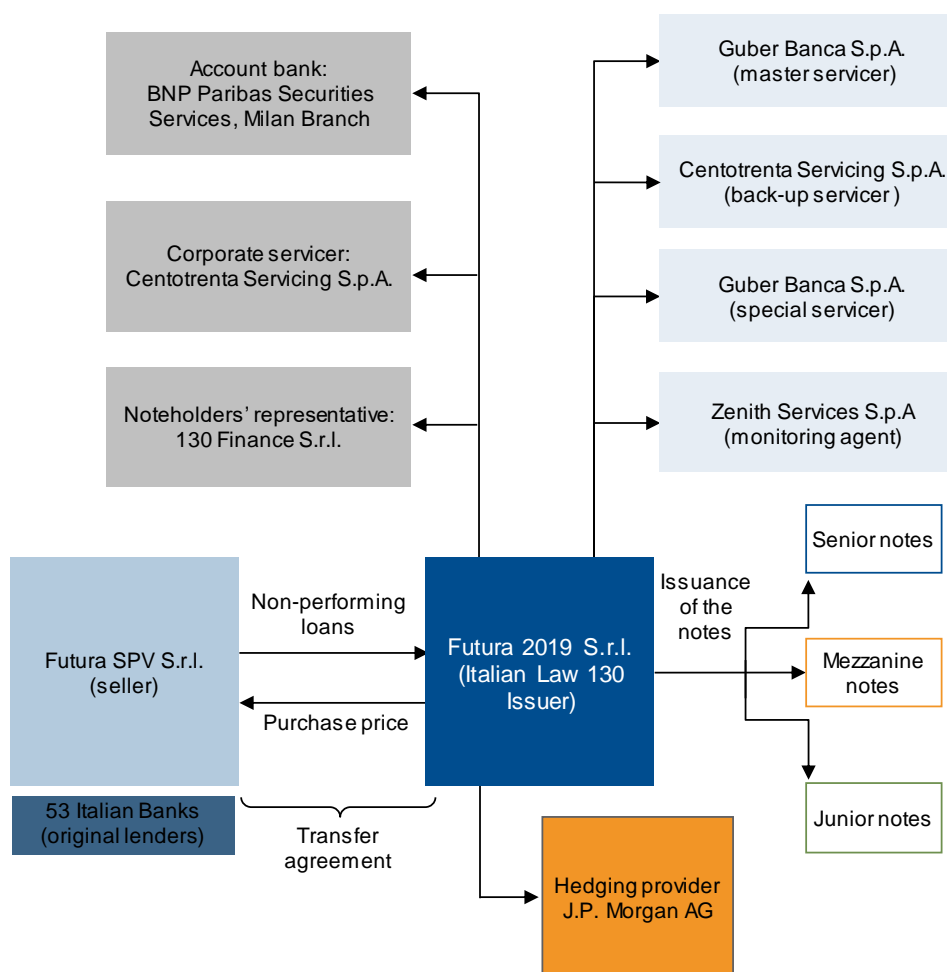 Account bank:
BNP Paribas Securities
Services, Milan Branch
Corporate servicer:
Centotrenta Servicing S.p.A.
Noteholders’ representative:
130 Finance S.r.l.
Guber Banca S.p.A.
(master servicer)
Centotrenta Servicing S.p.A.
(back-up servicer )
Guber Banca S.p.A.
(special servicer)
Zenith Services S.p.A
(monitoring agent)
Futura SPV S.r.l.
(seller)
53 Italian Banks
(original lenders)
Non-performing
loans
Purchase price
Transfer
agreement
Futura 2019 S.r.l.
(Italian Law 130
Issuer)
Issuance
of the
notes
Senior notes
Mezzanine
notes
Junior notes
Hedging provider
J.P. Morgan AG